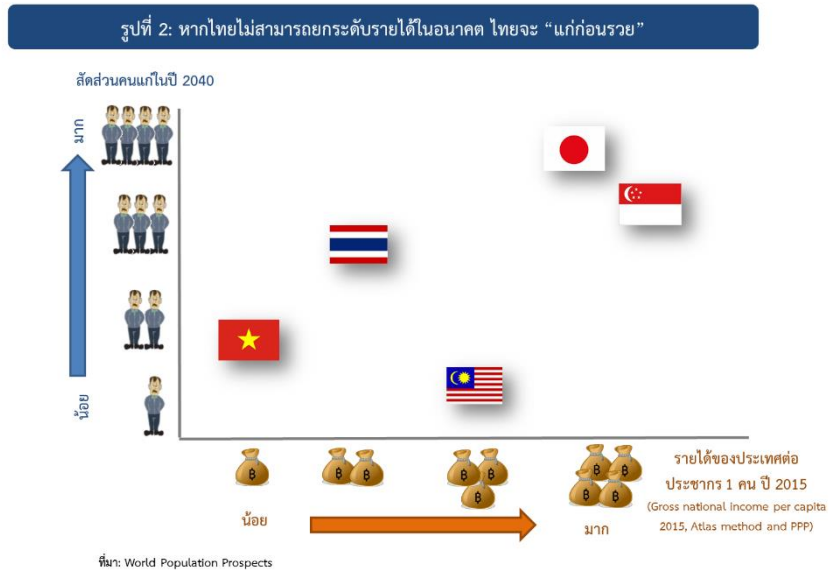 รูปที่ 2: หากไทยไม่สามารถยกระดับรายได้ในอนาคต ไทยจะ “แก่ก่อนรวย”
สัดส่วนคนแก่ในปี 2040
มาก
น้อย
฿
฿ ฿
฿ ฿
฿
฿ ฿
฿ ฿
รายได้ของประเทศต่อ
ประชากร 1 คน ปี 2015
(Gross national income per capita
2015, Atlas method and PPP)
น้อย
มาก
ที่มา: World Population Prospects